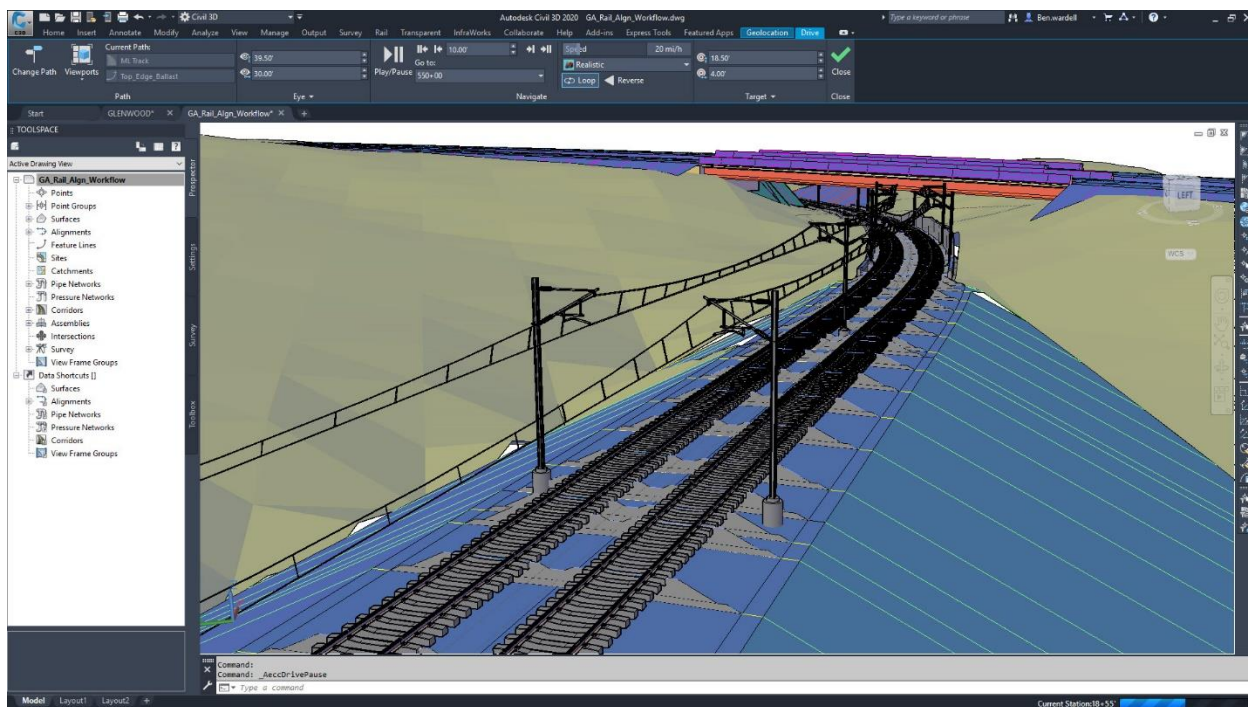 C3D Civil 3D Autodesk Civil 3D 2020 GA_Rail_Algn_Workflow.dwg Type a keyword or phrase Ben.wardell
Home Insert Annotate Modify Analyze View Manage Output Survey Rail Transparent InfraWorks Collaborate Help Add-ins Express Tools Featured Apps Geolocation Drive
Current Path:
ML Track
Top_Edge_Ballast
Change Path Viewports
Path
39.50'
30.00'
Eye
Play/Pause
10.00'
Go to:
550+00
Speed 20 mi/h
Realistic
Loop Reverse
Navigate
18.50'
4.00'
Target
Close
Close
Start GLENWOOD* GA_Rail_Algn_Workflow*
TOOLSPACE
Active Drawing View
GA_Rail_Algn_Workflow
Points
Point Groups
Surfaces
Alignments
Feature Lines
Sites
Catchments
Pipe Networks
Pressure Networks
Corridors
Assemblies
Intersections
Survey
View Frame Groups
Data Shortcuts []
Surfaces
Alignments
Pipe Networks
Pressure Networks
Corridors
View Frame Groups
Prospector
Settings
Survey
Toolbox
LEFT
WCS
Command:
Command: _AeccDrivePause
Type a command
Model Layout1 Layout2 +
Current Station:18+55'